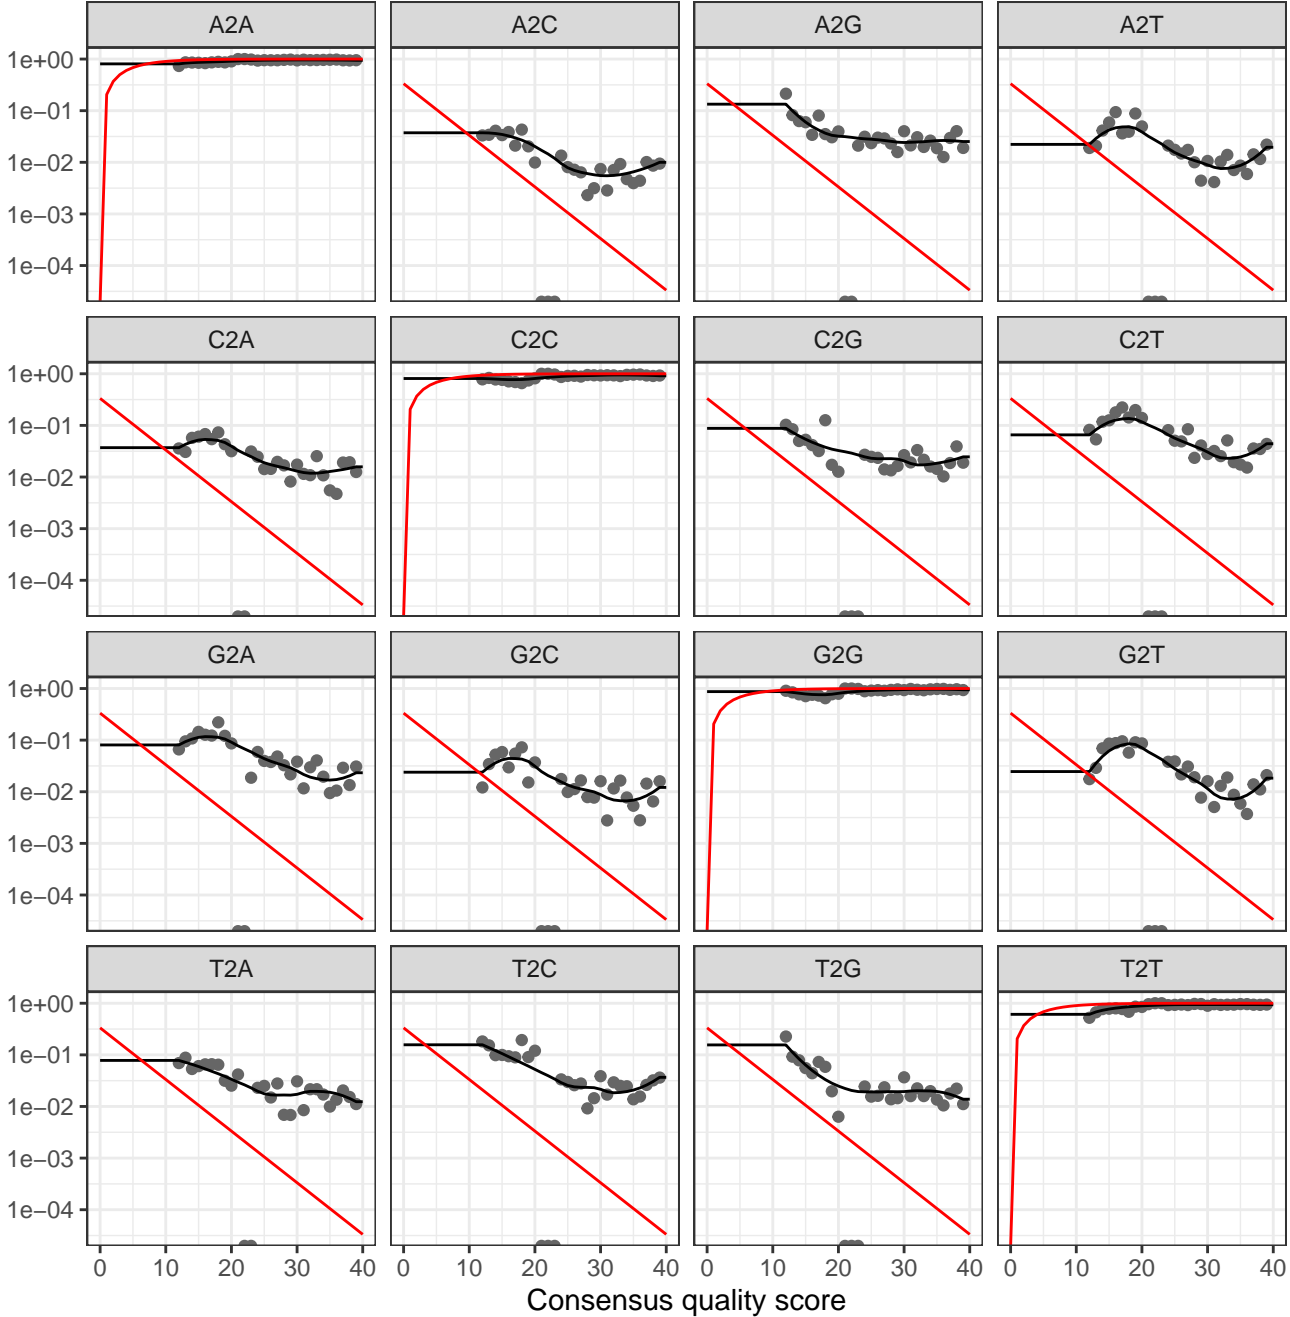 A2A A2C A2G A2T
1e+00
1e−01
1e−02
1e−03
1e−04
C2A C2C C2G C2T
1e+00
1e−01
1e−02
1e−03
1e−04
G2A G2C G2G G2T
1e+00
1e−01
1e−02
1e−03
1e−04
T2A T2C T2G T2T
1e+00
1e−01
1e−02
1e−03
1e−04
0 10 20 30 40 0 10 20 30 40 0 10 20 30 40 0 10 20 30 40
Consensus quality score